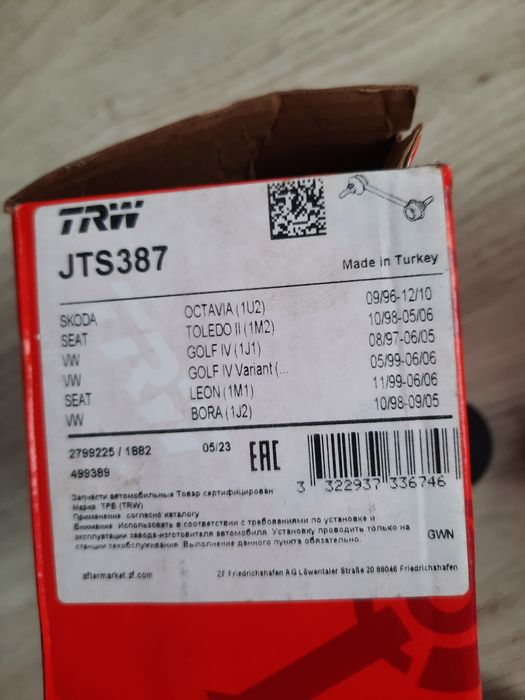 TRW
JTS387
Made in Turkey
SKODA OCTAVIA (1U2) 09/96-12/10
SEAT TOLEDO II (1M2) 10/98-05/06
VW GOLF IV (1J1) 08/97-06/05
VW GOLF IV Variant (... 05/99-06/06
SEAT LEON (1M1) 11/99-06/06
VW BORA (1J2) 10/98-09/05
2799225 / 1882 05/23 EAC
499389
3 322937 336746
Запчасти автомобильные Товар сертифицирован
Марка: ТРВ (TRW)
Применение: согласно каталогу
Внимание: Использовать в соответствии с требованиями по установке и
эксплуатации завода-изготовителя автомобиля. Установку проводить только на
станции техобслуживания. Выполнение данного пункта обязательно.
GWN
aftermarket.zf.com ZF Friedrichshafen AG Löwentaler Straße 20 88046 Friedrichshafen